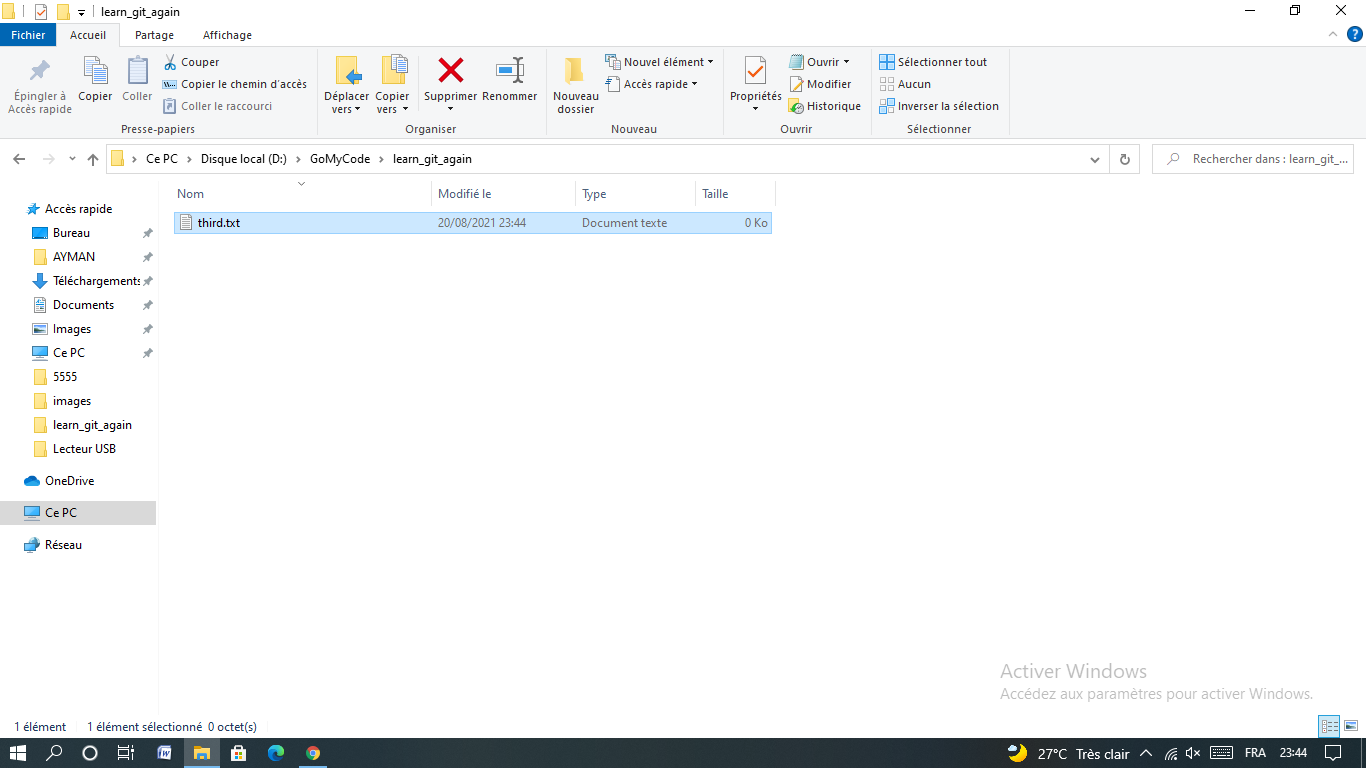 learn_git_again
Fichier Accueil Partage Affichage
Épingler à Accès rapide
Copier
Coller
Couper
Copier le chemin d'accès
Coller le raccourci
Presse-papiers
Déplacer vers
Copier vers
Supprimer
Renommer
Organiser
Nouveau dossier
Nouvel élément
Accès rapide
Nouveau
Propriétés
Ouvrir
Modifier
Historique
Ouvrir
Sélectionner tout
Aucun
Inverser la sélection
Sélectionner
Ce PC > Disque local (D:) > GoMyCode > learn_git_again
Rechercher dans : learn_git_...
Nom Modifié le Type Taille
third.txt 20/08/2021 23:44 Document texte 0 Ko
Accès rapide
Bureau
AYMAN
Téléchargements
Documents
Images
Ce PC
5555
images
learn_git_again
Lecteur USB
OneDrive
Ce PC
Réseau
Activer Windows
Accédez aux paramètres pour activer Windows.
1 élément 1 élément sélectionné 0 octet(s)
27°C Très clair FRA 23:44